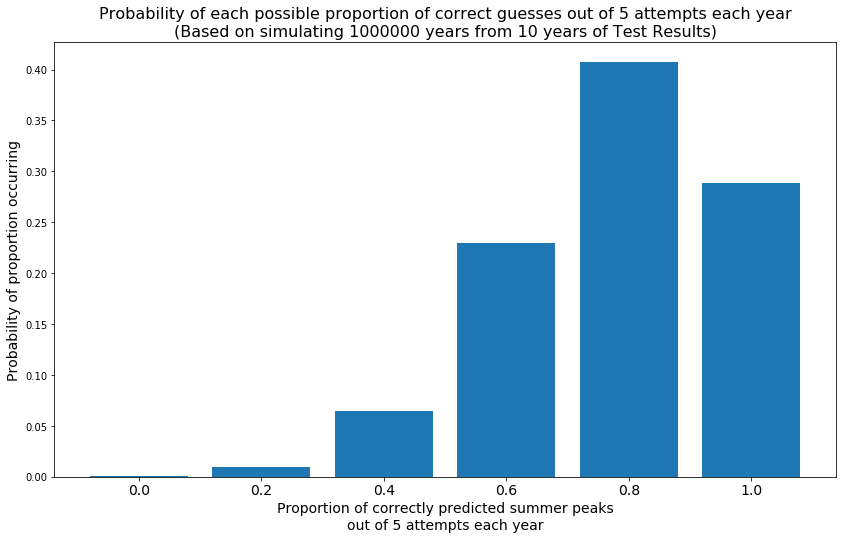 Probability of each possible proportion of correct guesses out of 5 attempts each year
(Based on simulating 1000000 years from 10 years of Test Results)
Probability of proportion occurring
0.40
0.35
0.30
0.25
0.20
0.15
0.10
0.05
0.00
0.0 0.2 0.4 0.6 0.8 1.0
Proportion of correctly predicted summer peaks
out of 5 attempts each year